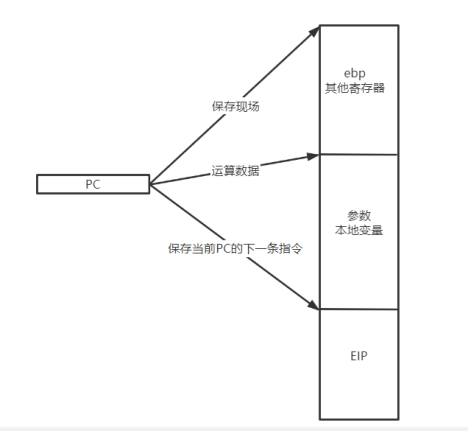 ebp
其他寄存器
保存现场
运算数据
PC
参数
本地变量
保存当前PC的下一条指令
EIP